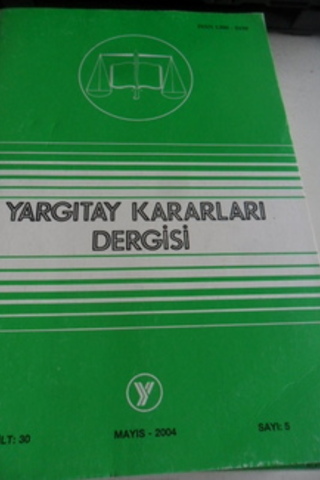 YARGITAY KARARLARI
DERGİSİ
Y
MAYIS - 2004
SAYI: 5